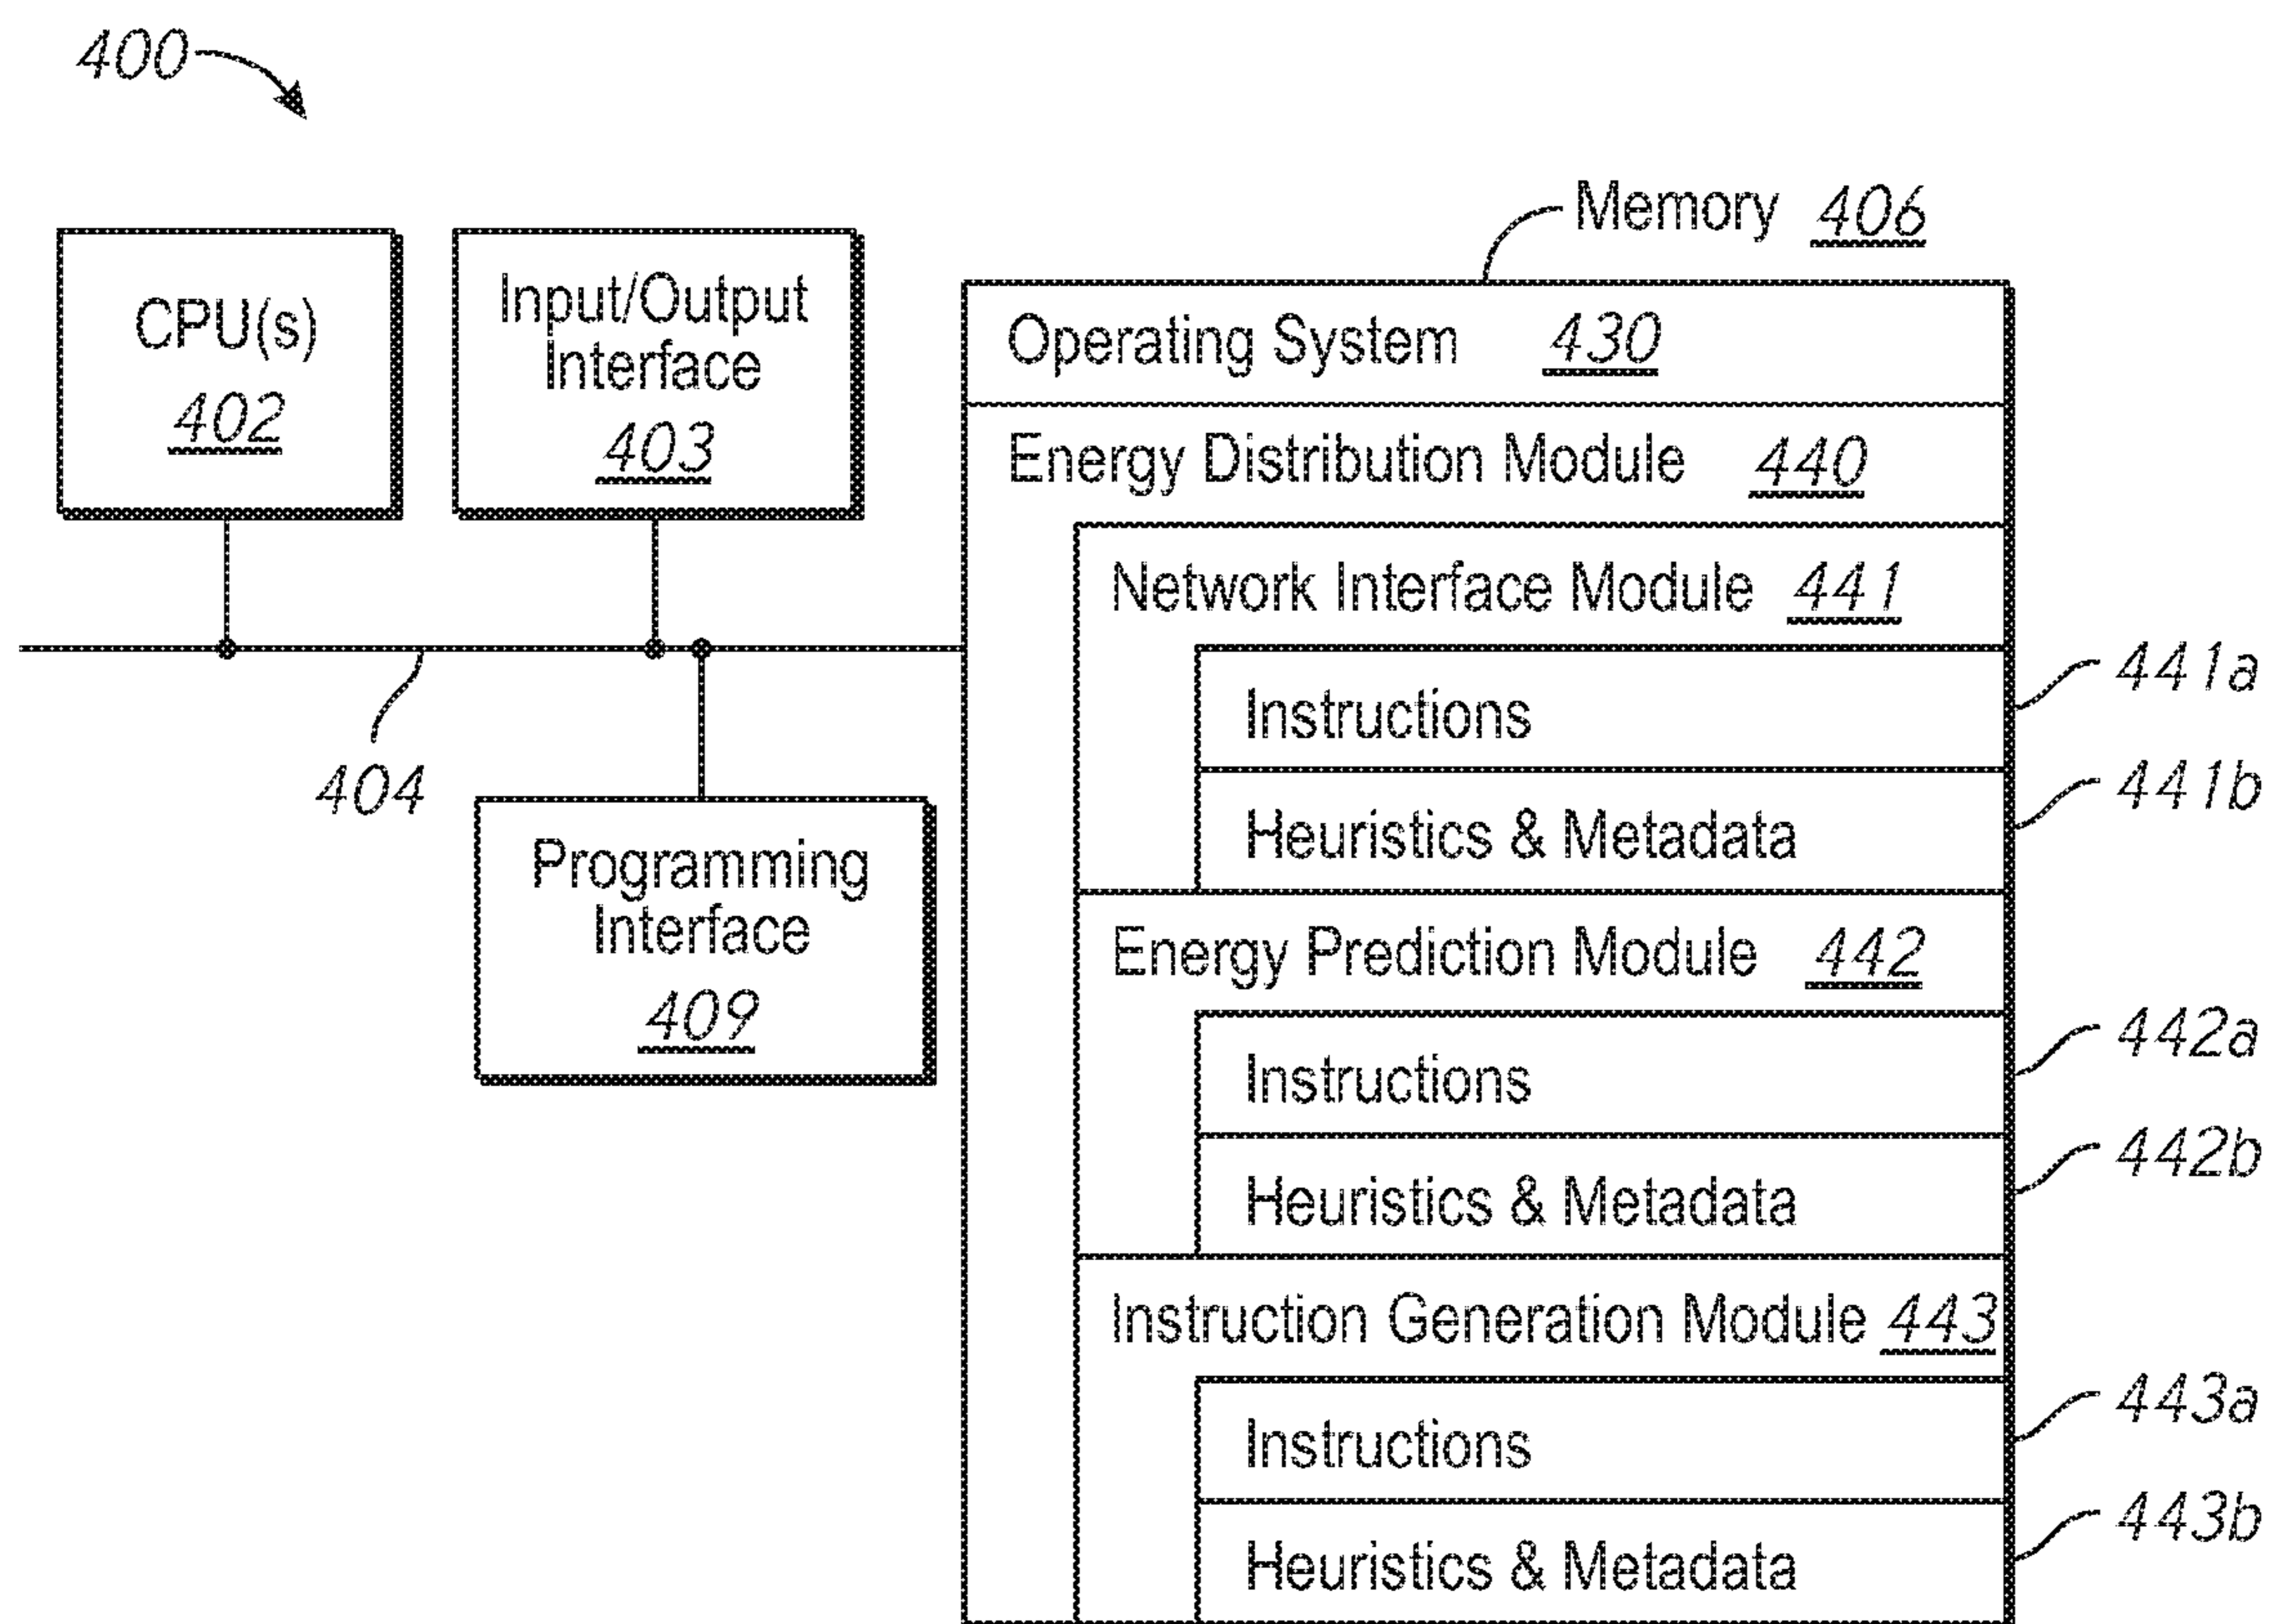 400
Memory 406
CPU(s)
402
Input/Output
Interface
403
404
Programming
Interface
409
Operating System 430
Energy Distribution Module 440
Network Interface Module 441
Instructions
441a
Heuristics & Metadata
441b
Energy Prediction Module 442
Instructions
442a
Heuristics & Metadata
442b
Instruction Generation Module 443
Instructions
443a
Heuristics & Metadata
443b